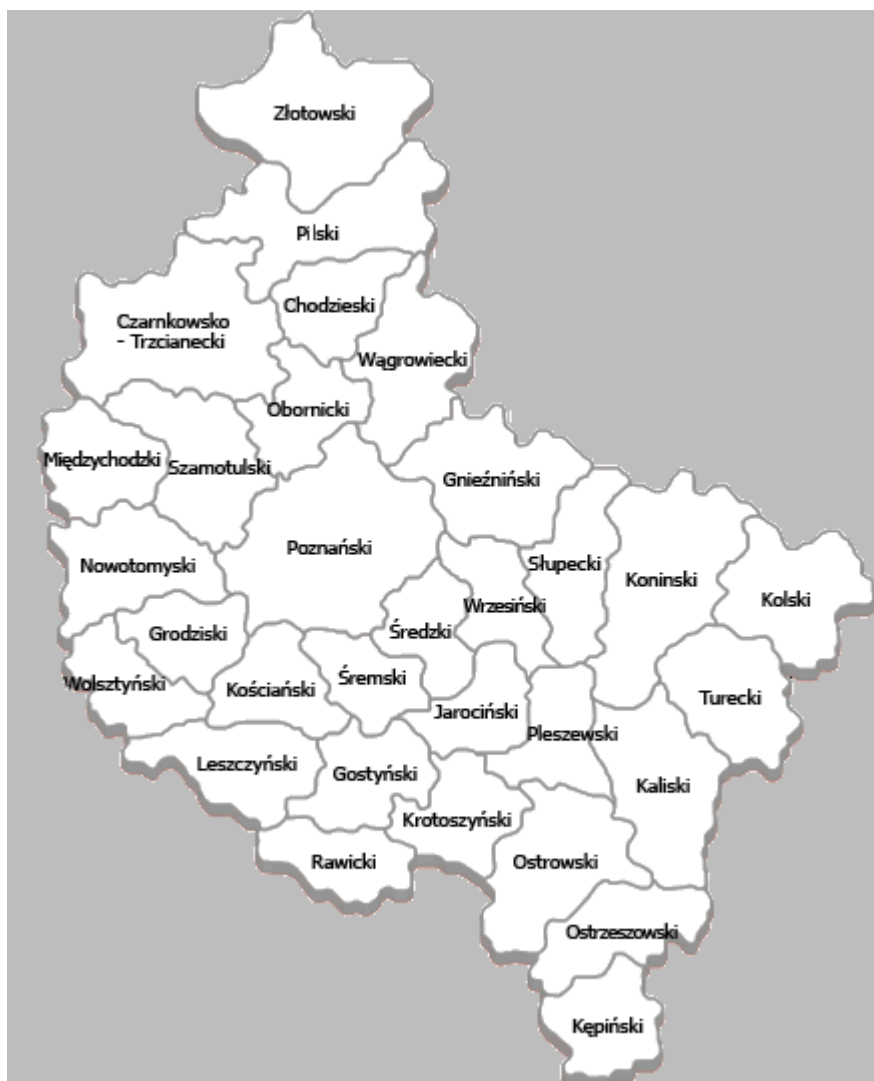 Złotowski
Pilski
Chodzieski
Czarnkowsko
- Trzcianecki
Wągrowiecki
Obornicki
Międzychodzki
Szamotulski
Gnieźniński
Poznański
Nowotomyski
Słupecki
Koninski
Kolski
Wrzesiński
Grodziski
Średzki
Wolsztyński
Kościański
Śremski
Turecki
Jarociński
Pleszewski
Leszczyński
Gostyński
Kaliski
Krotoszyński
Rawicki
Ostrowski
Ostrzeszowski
Kępiński